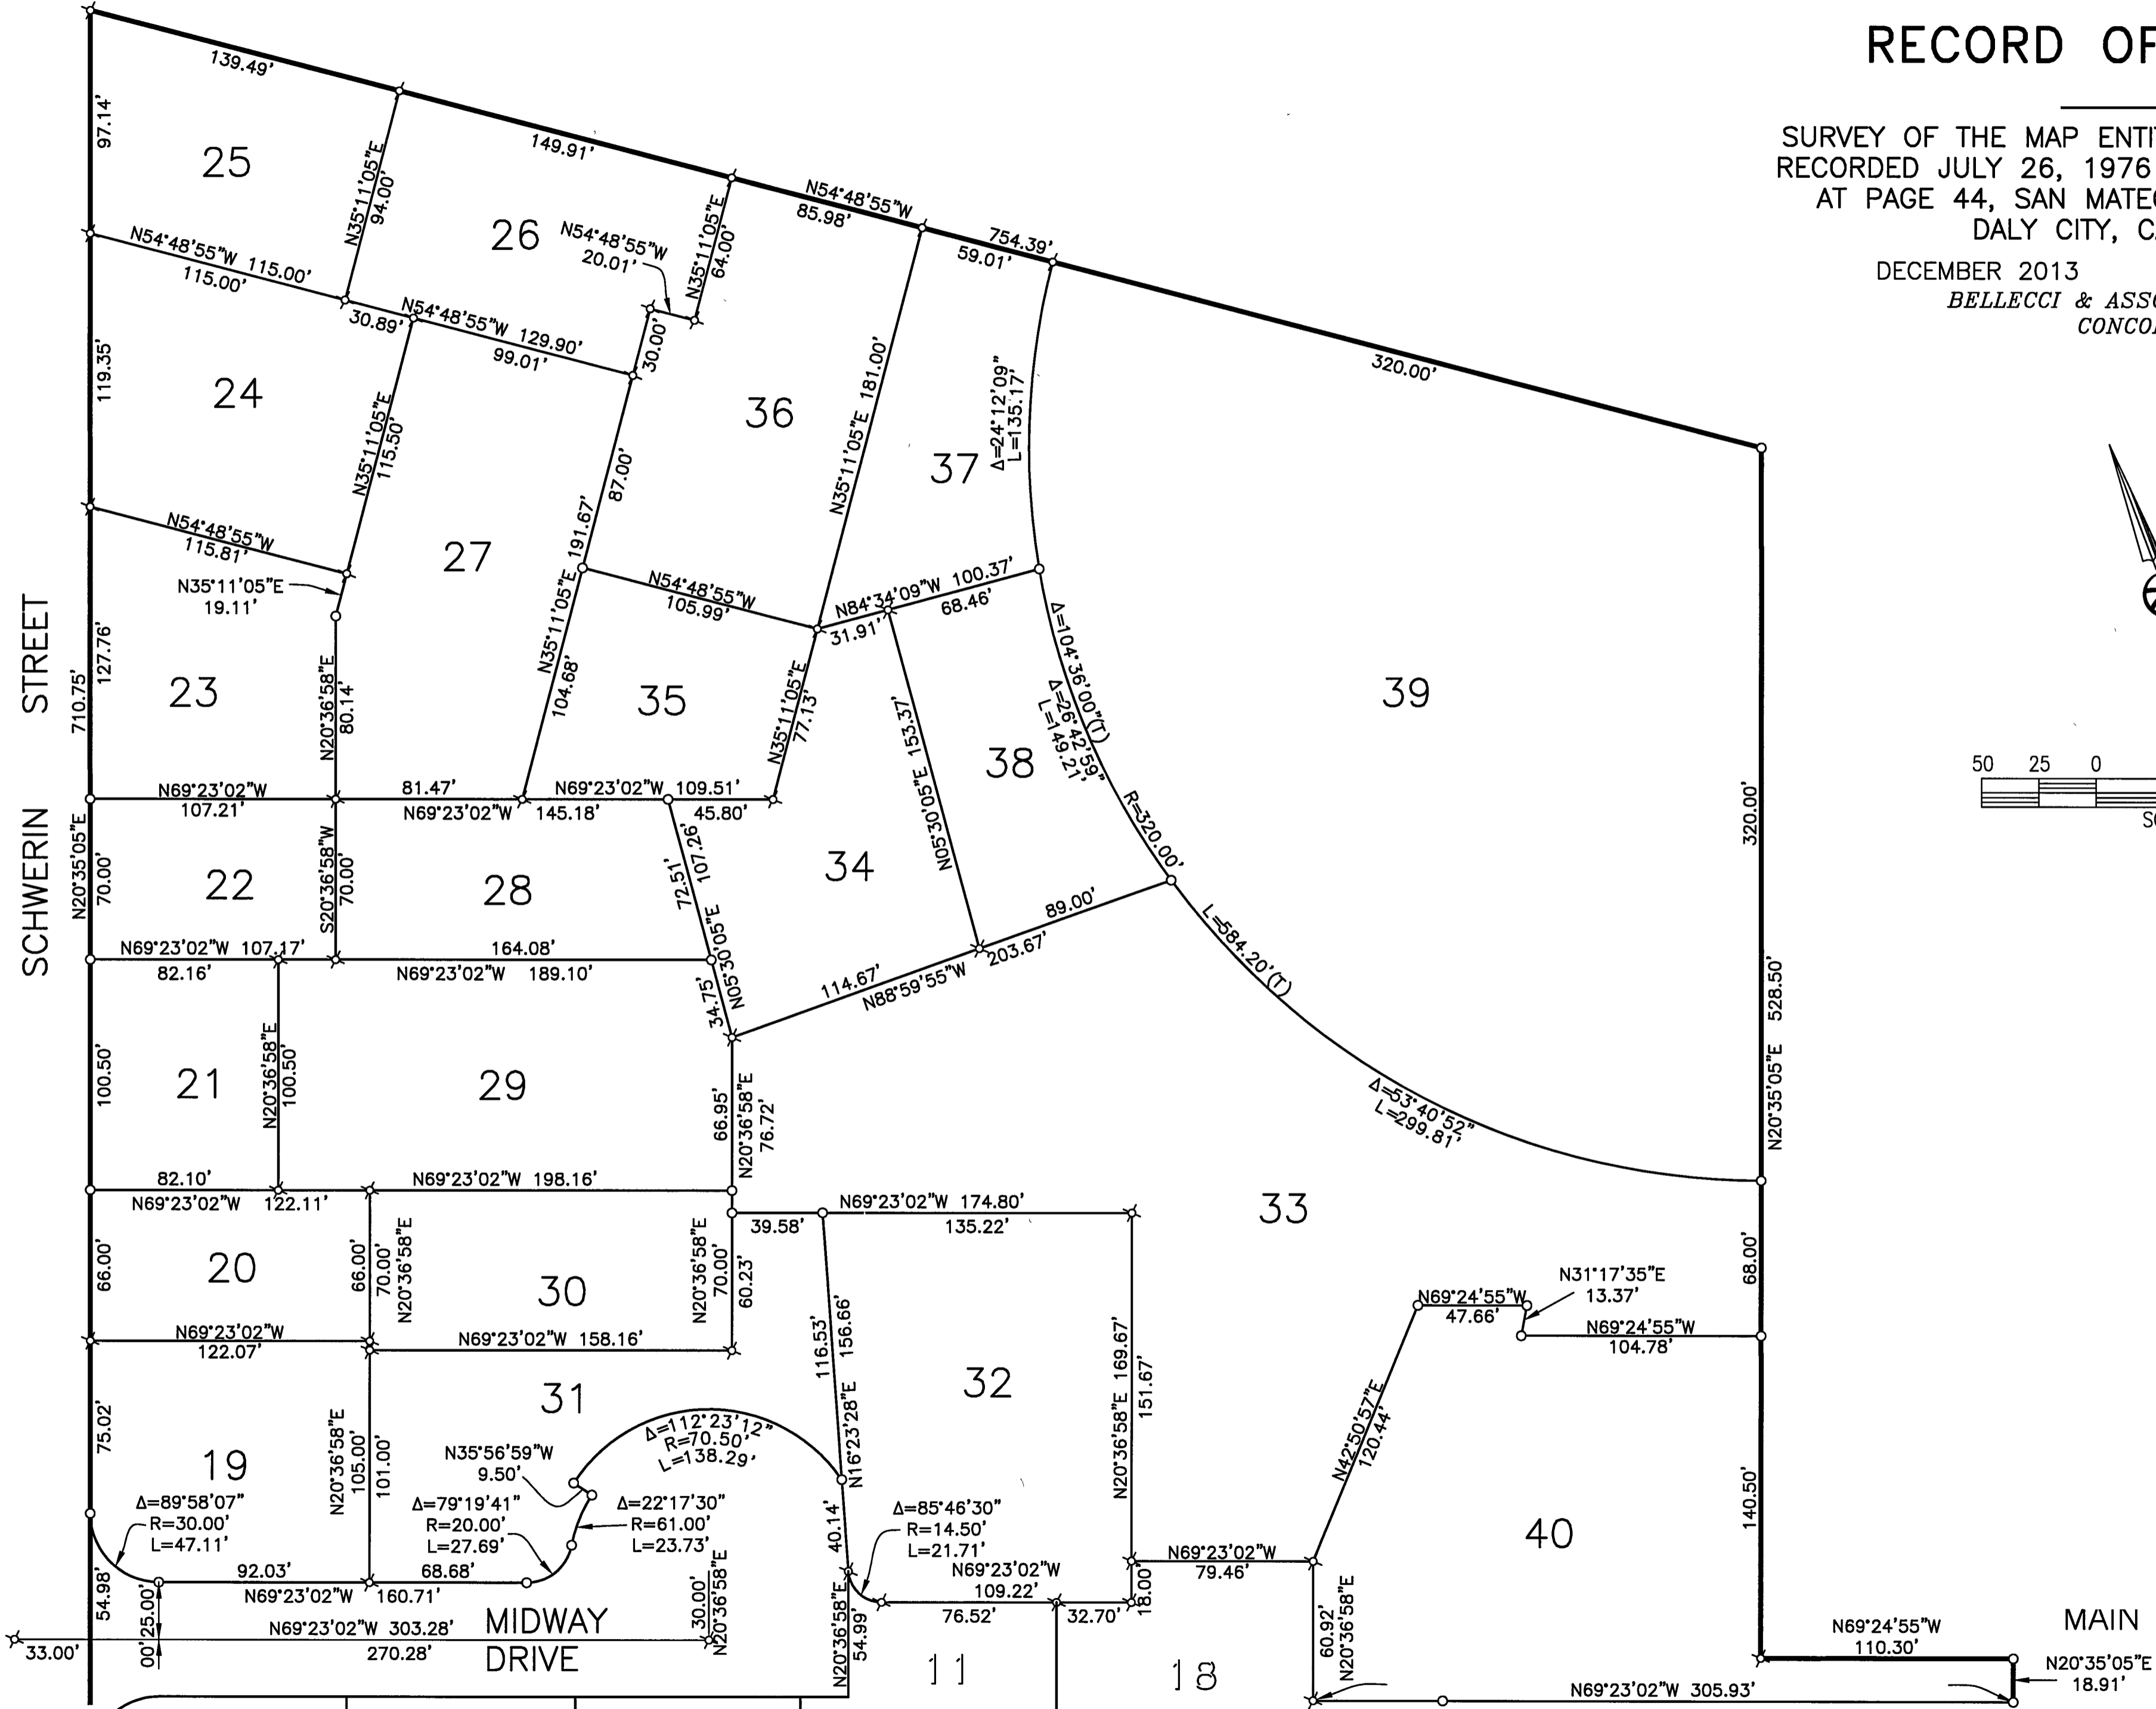 RECORD OF
SURVEY OF THE MAP ENTI
RECORDED JULY 26, 1976
AT PAGE 44, SAN MATEO
DALY CITY, CA
DECEMBER 2013
BELLECCI & ASSO
CONCO
139.49'
97.14'
25
N35°11'05"E
94.00'
149.91'
26
N54°48'55"W
20.01'
N35°11'05"E
64.00'
N54°48'55"W
85.98'
754.39'
59.01'
320.00'
N54°48'55"W 115.00'
115.00'
30.89'
N54°48'55"W 129.90'
99.01'
30.00'
119.35'
24
N35°11'05"E
115.50'
36
N35°11'05"E 181.00'
37
Δ=24°12'09"
L=135.17'
87.00'
27
N54°48'55"W
115.81'
N35°11'05"E
19.11'
N35°11'05"E 191.67'
104.68'
N54°48'55"W
105.99'
N84°34'09"W 100.37'
31.91'
68.46'
STREET
SCHWERIN
710.75'
127.76'
23
N20°36'58"E
80.14'
35
N35°11'05"E
77.13'
N05°30'05"E 153.37'
38
Δ=104°36'00"(T)
Δ=26°42'59"
L=149.21'
R=320.00'
39
320.00'
50 25 0
N69°23'02"W
107.21'
81.47'
N69°23'02"W 145.18'
N69°23'02"W 109.51'
45.80'
N20°35'05"E
70.00'
22
S20°36'58"W
70.00'
28
72.51'
N05°30'05"E 107.26'
34
89.00'
203.67'
114.67'
N88°59'55"W
L=584.20'(T)
N69°23'02"W 107.17'
82.16'
164.08'
N69°23'02"W 189.10'
34.75'
100.50'
21
N20°36'58"E
100.50'
29
66.95'
N20°36'58"E
76.72'
Δ=53°40'52"
L=299.81'
N20°35'05"E 528.50'
82.10'
N69°23'02"W 122.11'
N69°23'02"W 198.16'
39.58'
N69°23'02"W 174.80'
135.22'
33
66.00'
20
66.00'
70.00'
N20°36'58"E
30
N20°36'58"E
70.00'
60.23'
68.00'
N31°17'35"E
13.37'
N69°24'55"W
47.66'
N69°24'55"W
104.78'
N69°23'02"W
122.07'
N69°23'02"W 158.16'
116.53'
N16°23'28"E 156.66'
32
N20°36'58"E 169.67'
151.67'
75.02'
19
N20°36'58"E
105.00'
101.00'
31
Δ=112°23'12"
R=70.50'
L=138.29'
N35°56'59"W
9.50'
N42°50'57"E
120.44'
Δ=89°58'07"
R=30.00'
L=47.11'
Δ=79°19'41"
R=20.00'
L=27.69'
Δ=22°17'30"
R=61.00'
L=23.73'
40.14'
Δ=85°46'30"
R=14.50'
L=21.71'
40
140.50'
92.03'
N69°23'02"W 160.71'
68.68'
N69°23'02"W
109.22'
76.52'
32.70'
18.00'
N69°23'02"W
79.46'
54.98'
25.00'
00'
N69°23'02"W 303.28'
270.28'
33.00'
MIDWAY
DRIVE
30.00'
N20°36'58"E
N20°36'58"E
54.99'
11
18
60.92'
N20°36'58"E
N69°23'02"W 305.93'
N69°24'55"W
110.30'
MAIN
N20°35'05"E
18.91'